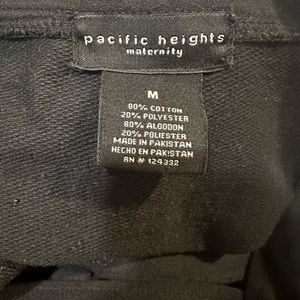 pacific heights
maternity
M
80% COTTON
20% POLYESTER
80% ALGODON
20% POLIESTER
MADE IN PAKISTAN
HECHO EN PAKISTAN
RN # 124332